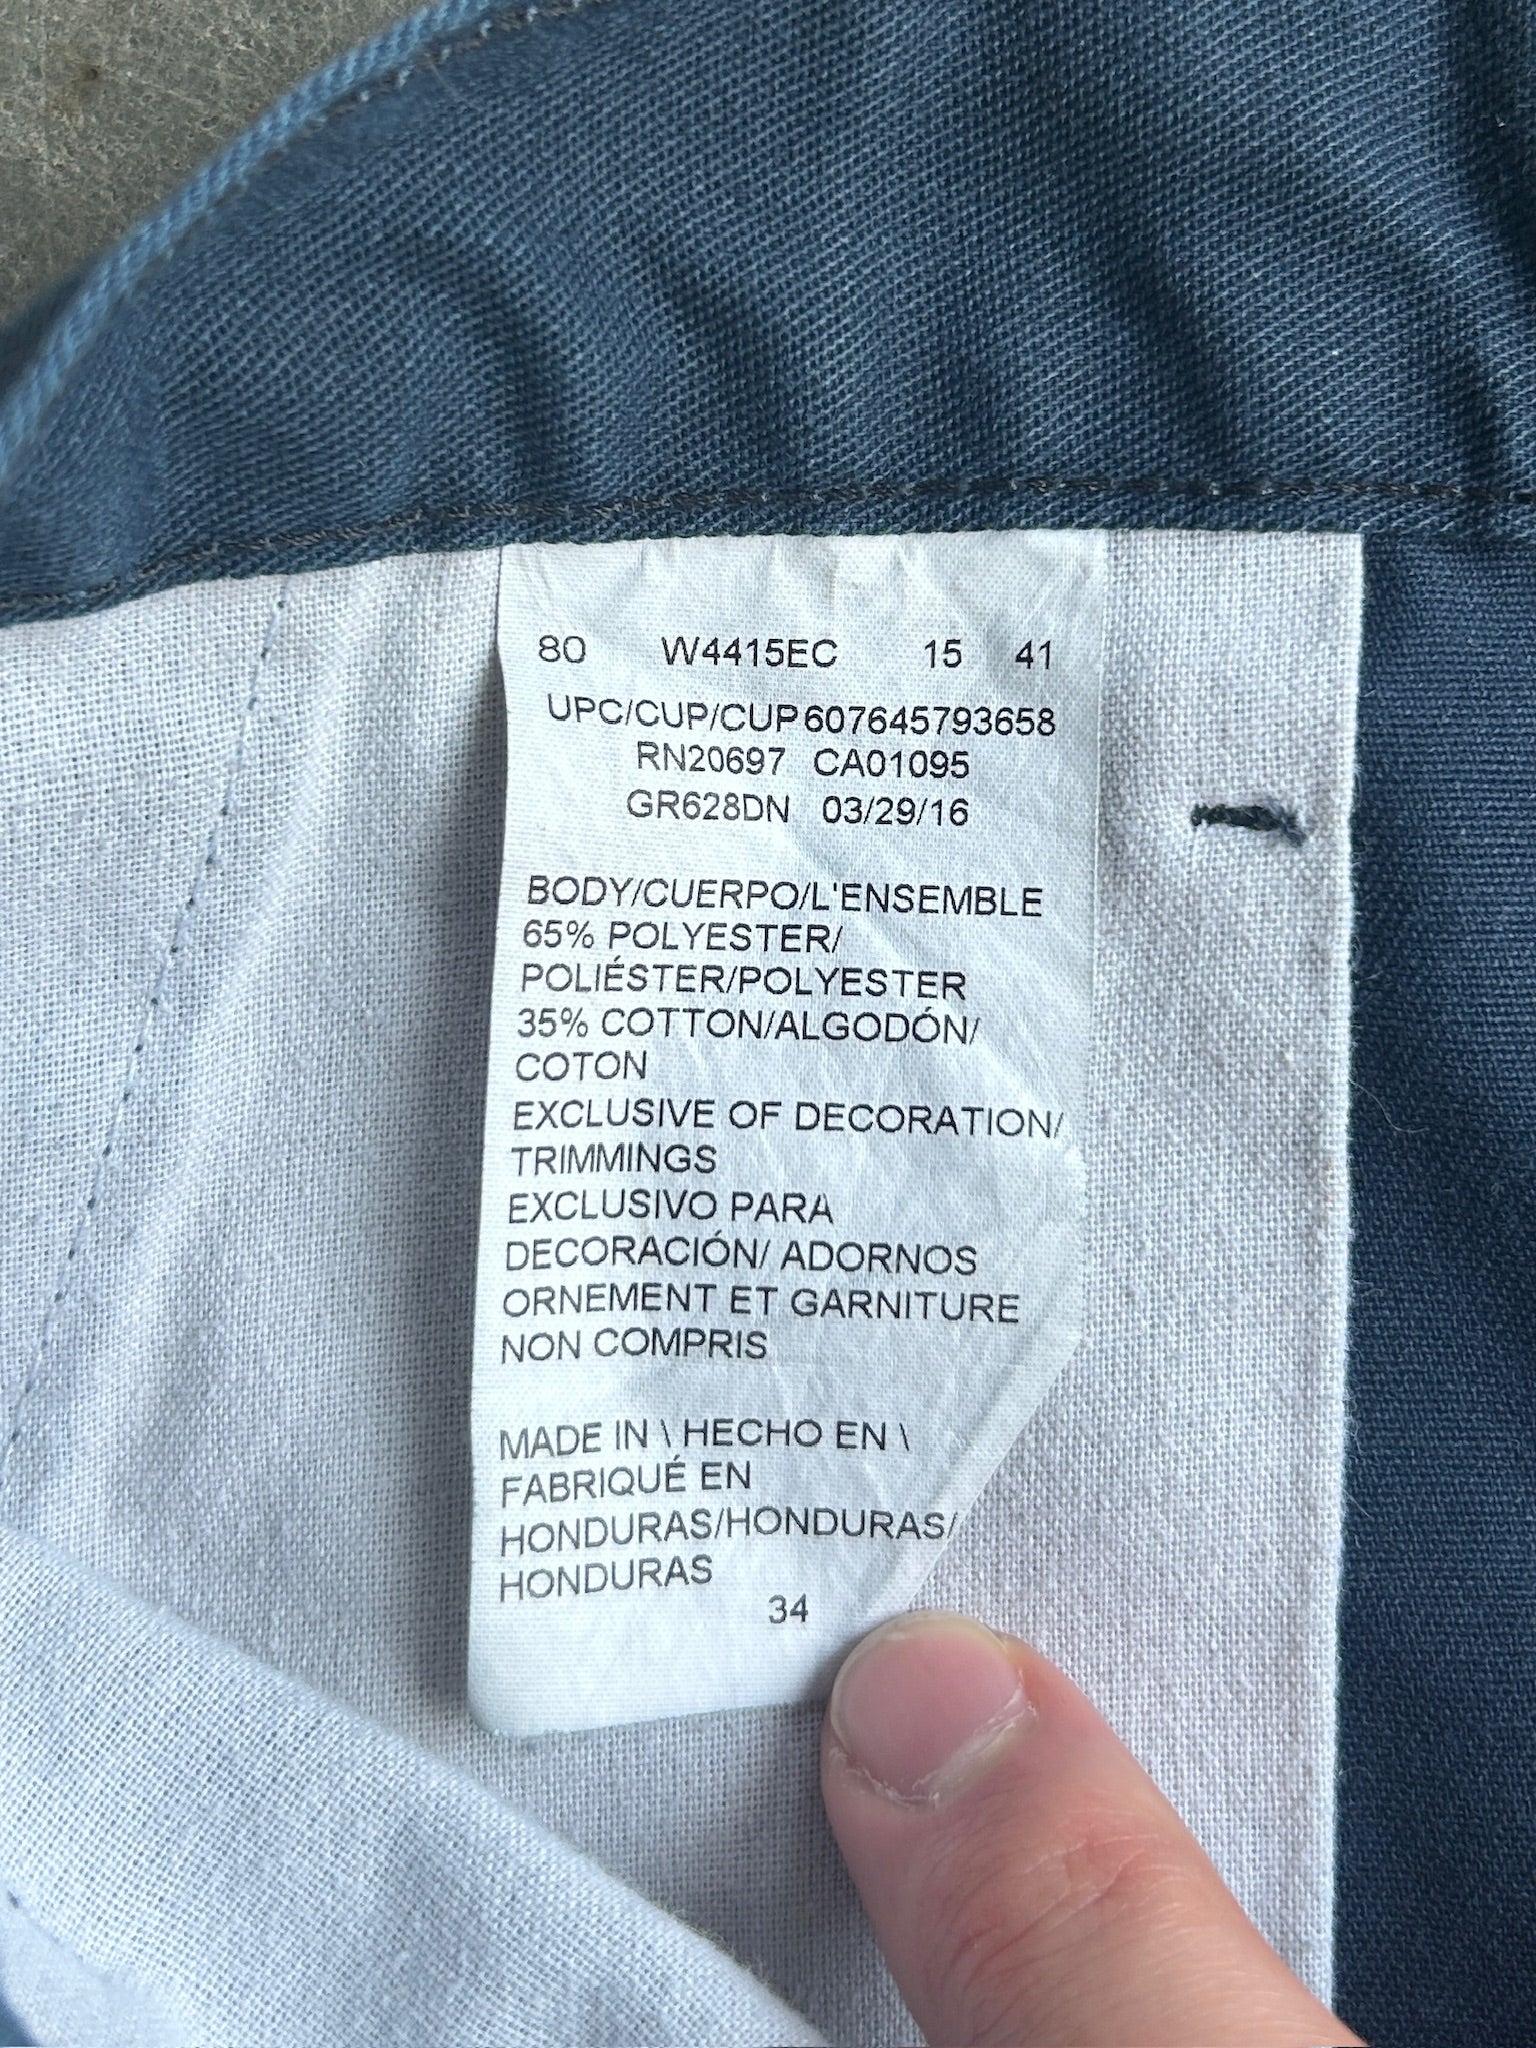 80 W4415EC 15 41
UPC/CUP/CUP607645793658
RN20697 CA01095
GR628DN 03/29/16
BODY/CUERPO/L'ENSEMBLE
65% POLYESTER/
POLIÉSTER/POLYESTER
35% COTTON/ALGODÓN/
COTON
EXCLUSIVE OF DECORATION/
TRIMMINGS
EXCLUSIVO PARA
DECORACIÓN/ ADORNOS
ORNEMENT ET GARNITURE
NON COMPRIS
MADE IN \ HECHO EN \
FABRIQUÉ EN
HONDURAS/HONDURAS/
HONDURAS
34